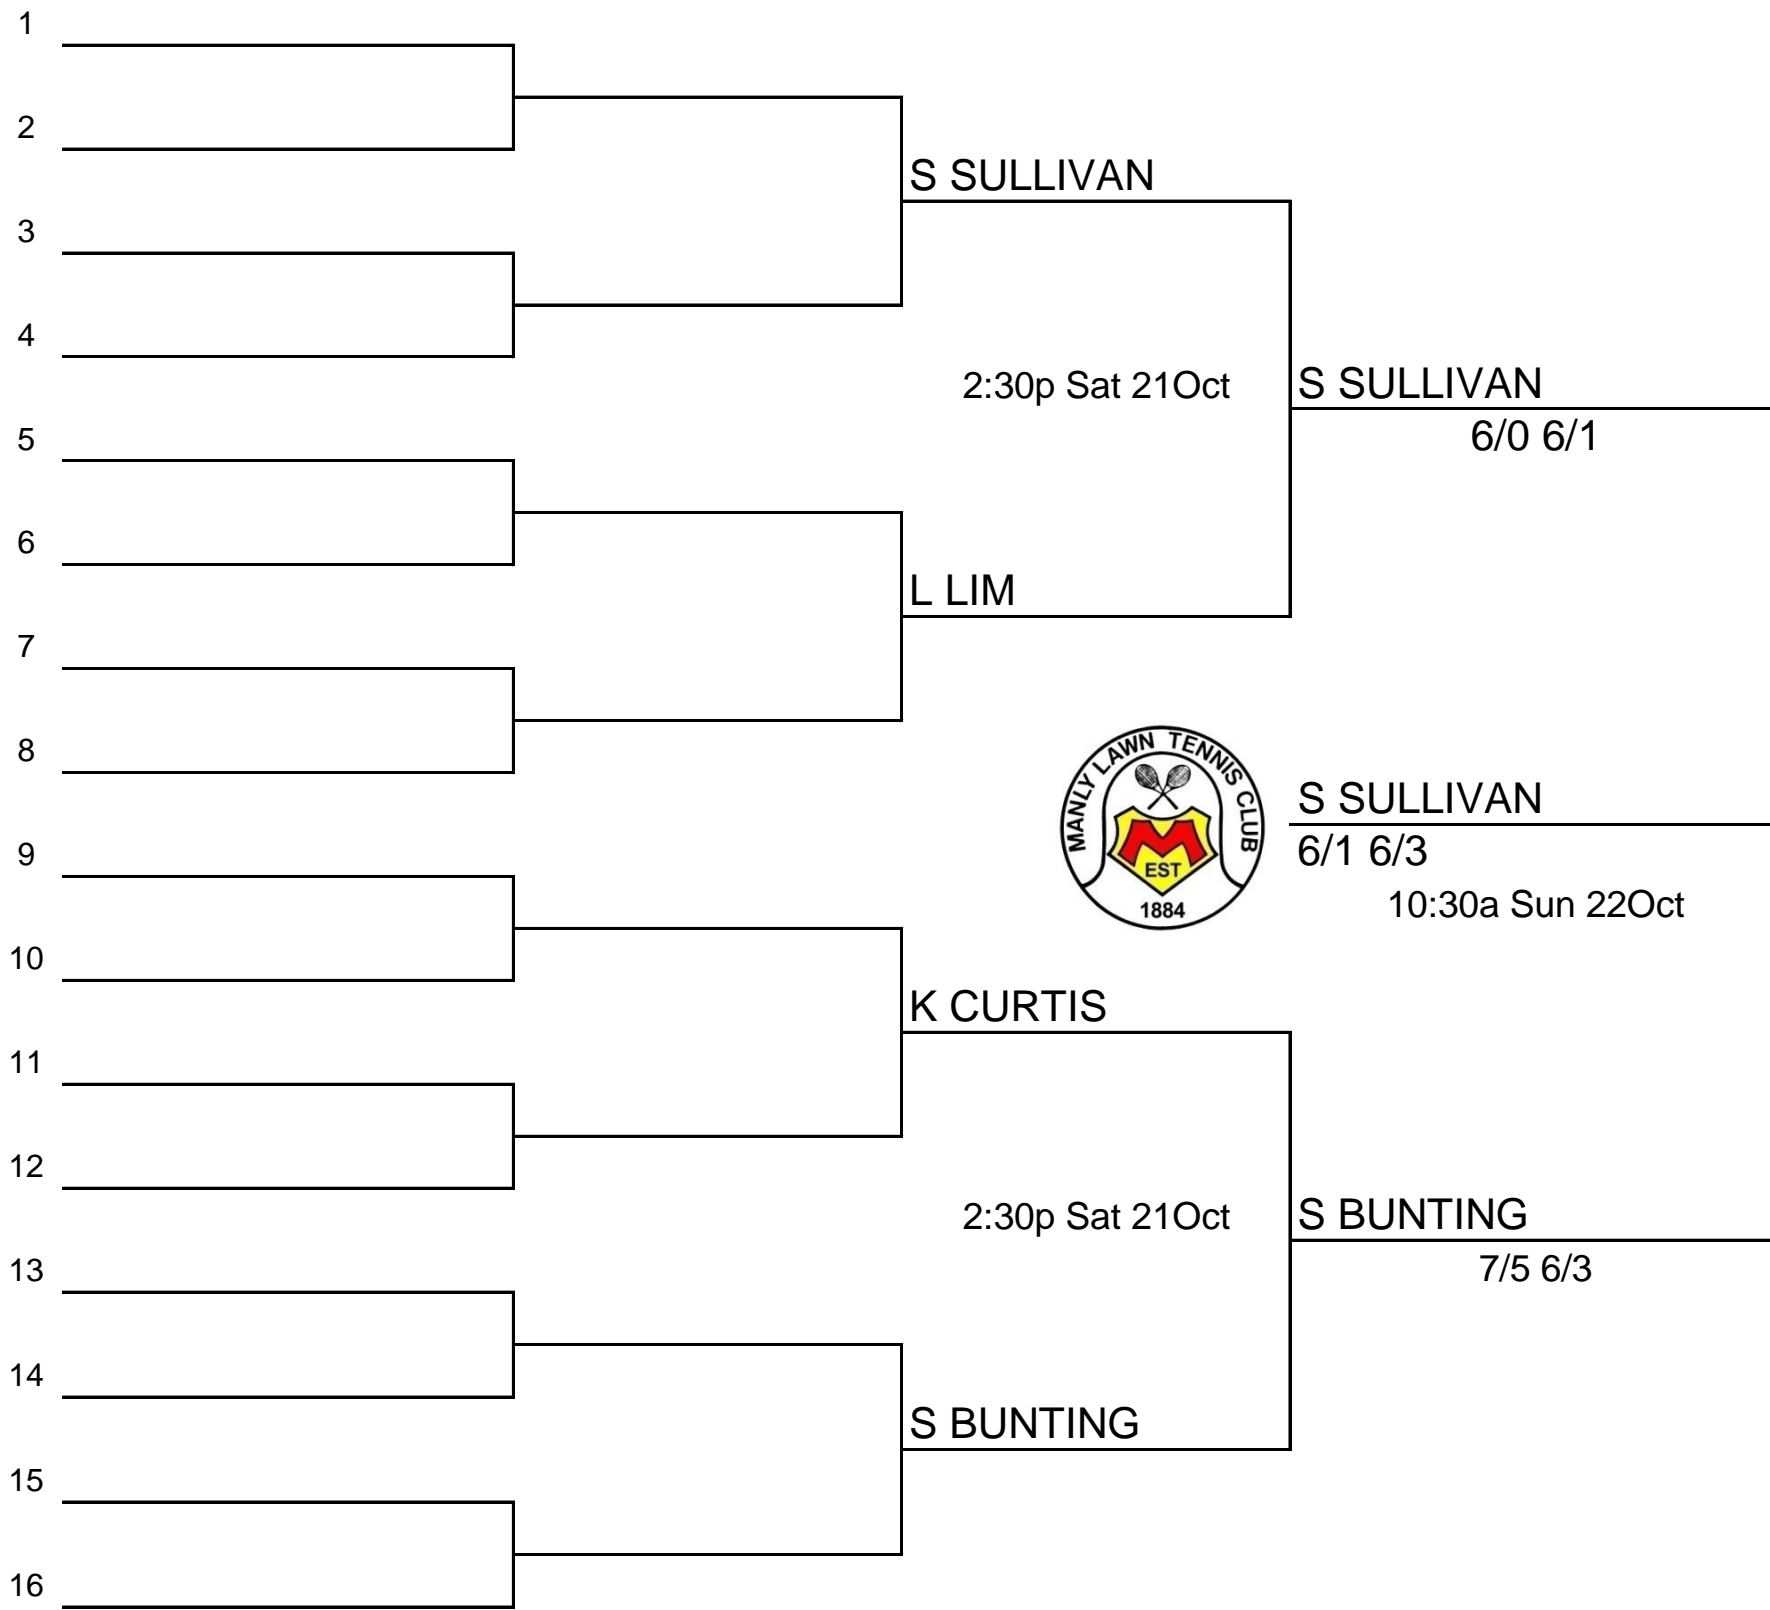 1
2
S SULLIVAN
3
4
2:30p Sat 21Oct
S SULLIVAN
6/0 6/1
5
6
L LIM
7
8
MANLY LAWN TENNIS CLUB
M
EST
1884
S SULLIVAN
6/1 6/3
10:30a Sun 22Oct
9
10
K CURTIS
11
12
2:30p Sat 21Oct
S BUNTING
7/5 6/3
13
14
S BUNTING
15
16